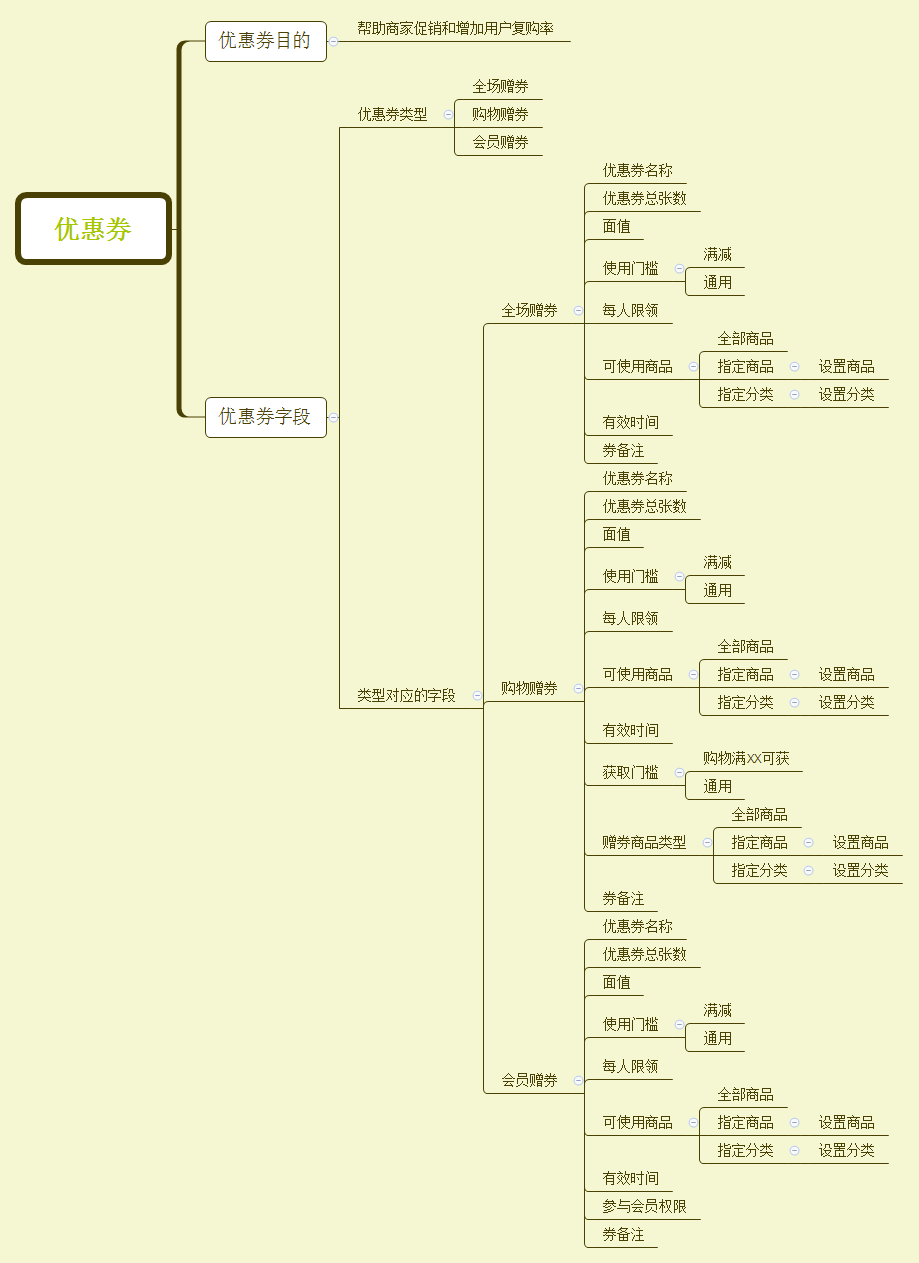 优惠券
优惠券目的
帮助商家促销和增加用户复购率
优惠券字段
优惠券类型
全场赠券
购物赠券
会员赠券
类型对应的字段
全场赠券
优惠券名称
优惠券总张数
面值
使用门槛
满减
通用
每人限领
可使用商品
全部商品
指定商品
设置商品
指定分类
设置分类
有效时间
券备注
购物赠券
优惠券名称
优惠券总张数
面值
使用门槛
满减
通用
每人限领
可使用商品
全部商品
指定商品
设置商品
指定分类
设置分类
有效时间
获取门槛
购物满XX可获
通用
赠券商品类型
全部商品
指定商品
设置商品
指定分类
设置分类
券备注
会员赠券
优惠券名称
优惠券总张数
面值
使用门槛
满减
通用
每人限领
可使用商品
全部商品
指定商品
设置商品
指定分类
设置分类
有效时间
参与会员权限
券备注